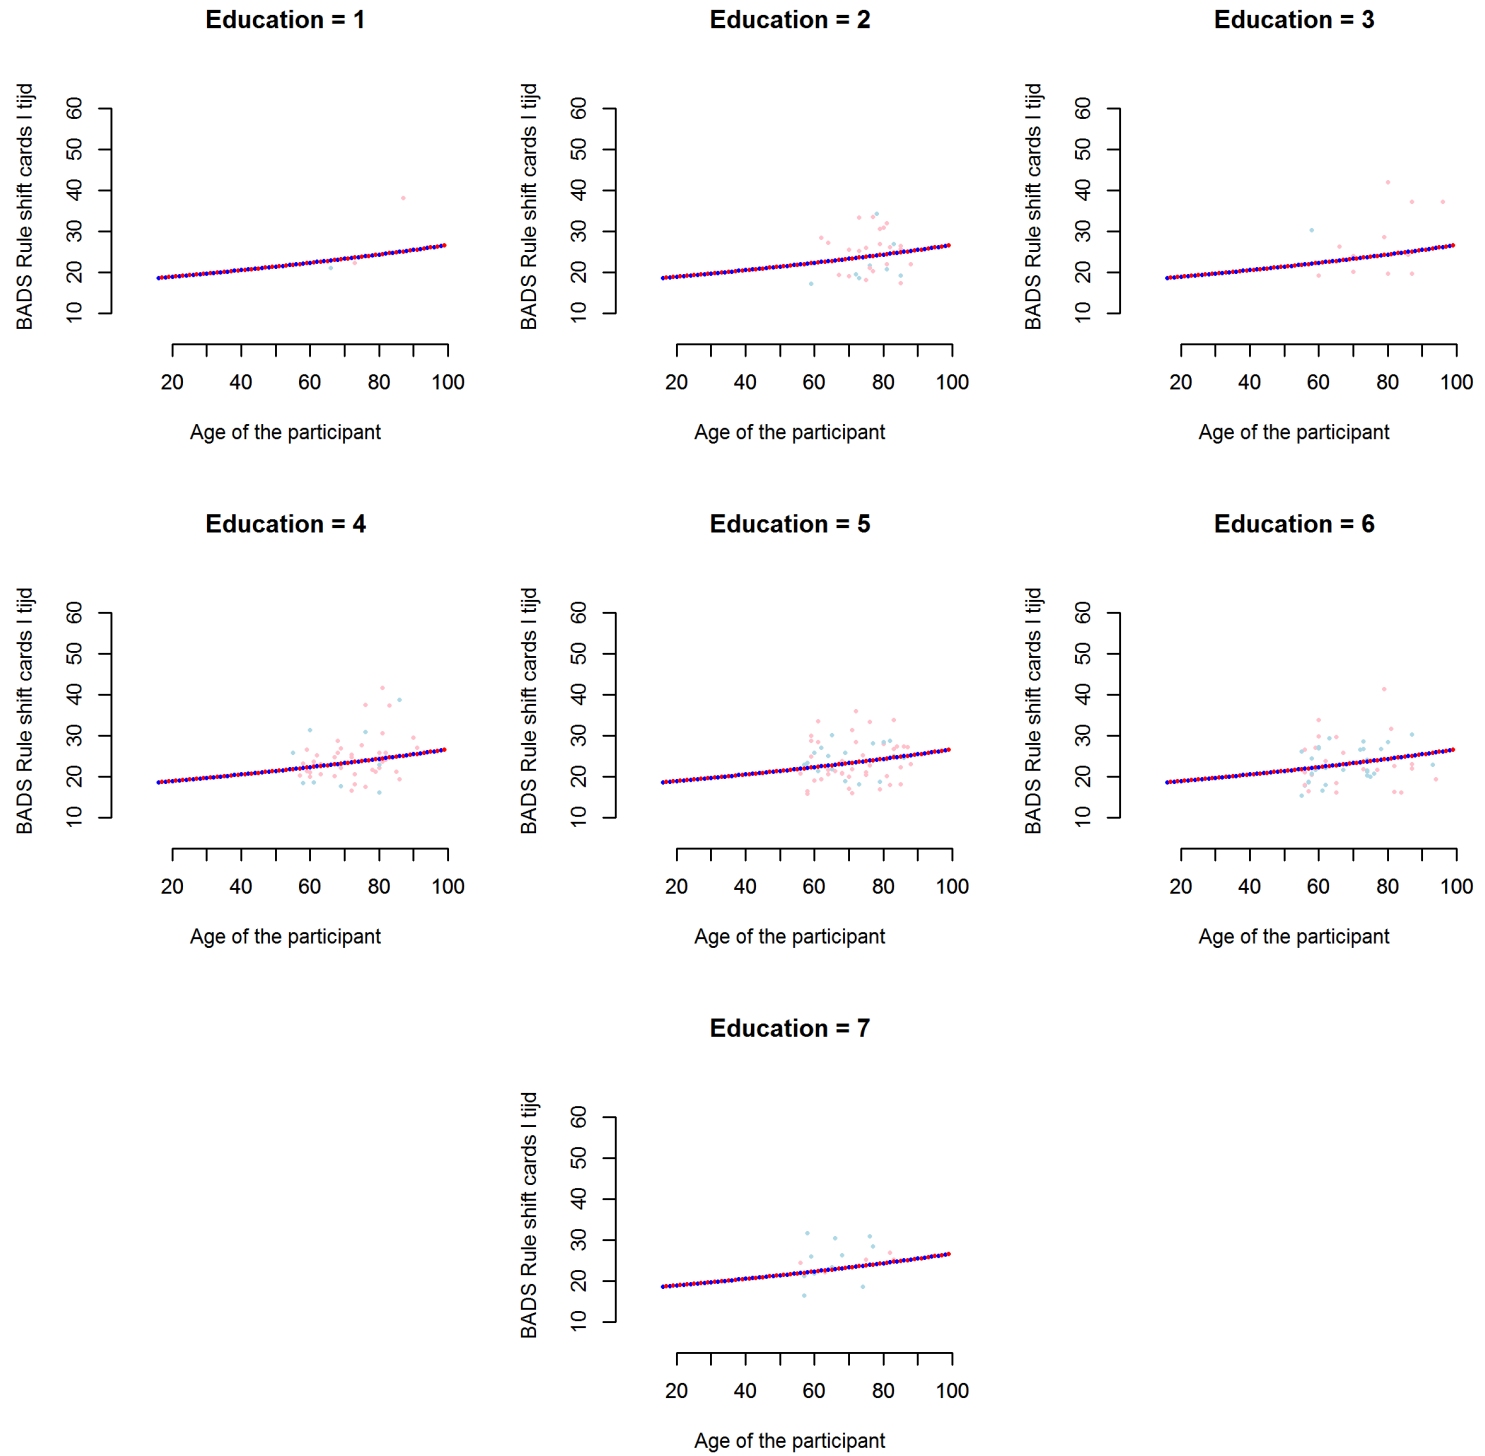 Education = 1
BADS Rule shift cards I tijd
60
50
40
30
20
10
20 40 60 80 100
Age of the participant
Education = 2
BADS Rule shift cards I tijd
60
50
40
30
20
10
20 40 60 80 100
Age of the participant
Education = 3
BADS Rule shift cards I tijd
60
50
40
30
20
10
20 40 60 80 100
Age of the participant
Education = 4
BADS Rule shift cards I tijd
60
50
40
30
20
10
20 40 60 80 100
Age of the participant
Education = 5
BADS Rule shift cards I tijd
60
50
40
30
20
10
20 40 60 80 100
Age of the participant
Education = 6
BADS Rule shift cards I tijd
60
50
40
30
20
10
20 40 60 80 100
Age of the participant
Education = 7
BADS Rule shift cards I tijd
60
50
40
30
20
10
20 40 60 80 100
Age of the participant